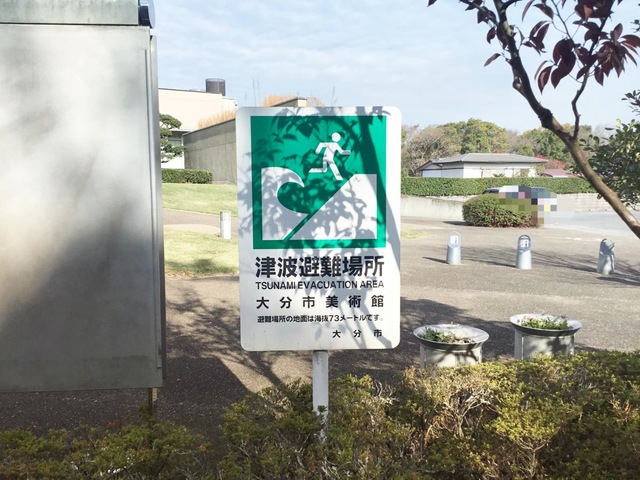 津波避難場所
TSUNAMI EVACUATION AREA
大分市美術館
避難場所の地面は海抜73メートルです。
大分市